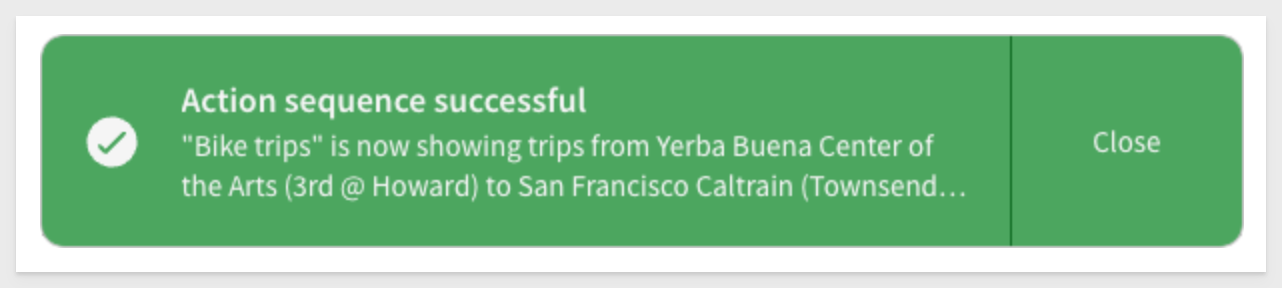 Action sequence successful
"Bike trips" is now showing trips from Yerba Buena Center of
the Arts (3rd @ Howard) to San Francisco Caltrain (Townsend…
Close